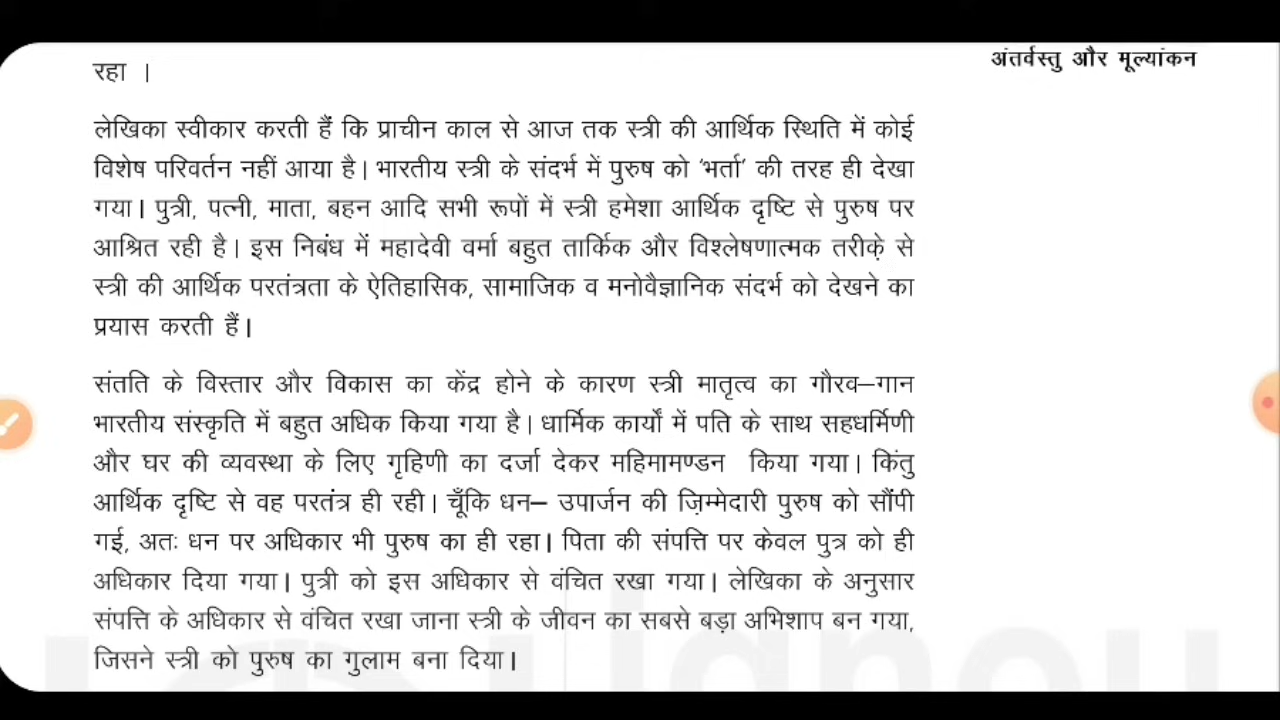 अंतर्वस्तु और मूल्यांकन
रहा ।
लेखिका स्वीकार करती हैं कि प्राचीन काल से आज तक स्त्री की आर्थिक स्थिति में कोई
विशेष परिवर्तन नहीं आया है। भारतीय स्त्री के संदर्भ में पुरुष को 'भर्ता' की तरह ही देखा
गया। पुत्री, पत्नी, माता, बहन आदि सभी रूपों में स्त्री हमेशा आर्थिक दृष्टि से पुरुष पर
आश्रित रही है। इस निबंध में महादेवी वर्मा बहुत तार्किक और विश्लेषणात्मक तरीक़े से
स्त्री की आर्थिक परतंत्रता के ऐतिहासिक, सामाजिक व मनोवैज्ञानिक संदर्भ को देखने का
प्रयास करती हैं।
संतति के विस्तार और विकास का केंद्र होने के कारण स्त्री मातृत्व का गौरव–गान
भारतीय संस्कृति में बहुत अधिक किया गया है। धार्मिक कार्यों में पति के साथ सहधर्मिणी
और घर की व्यवस्था के लिए गृहिणी का दर्जा देकर महिमामण्डन किया गया। किंतु
आर्थिक दृष्टि से वह परतंत्र ही रही। चूँकि धन– उपार्जन की ज़िम्मेदारी पुरुष को सौंपी
गई, अतः धन पर अधिकार भी पुरुष का ही रहा। पिता की संपत्ति पर केवल पुत्र को ही
अधिकार दिया गया। पुत्री को इस अधिकार से वंचित रखा गया। लेखिका के अनुसार
संपत्ति के अधिकार से वंचित रखा जाना स्त्री के जीवन का सबसे बड़ा अभिशाप बन गया,
जिसने स्त्री को पुरुष का गुलाम बना दिया।
ignou